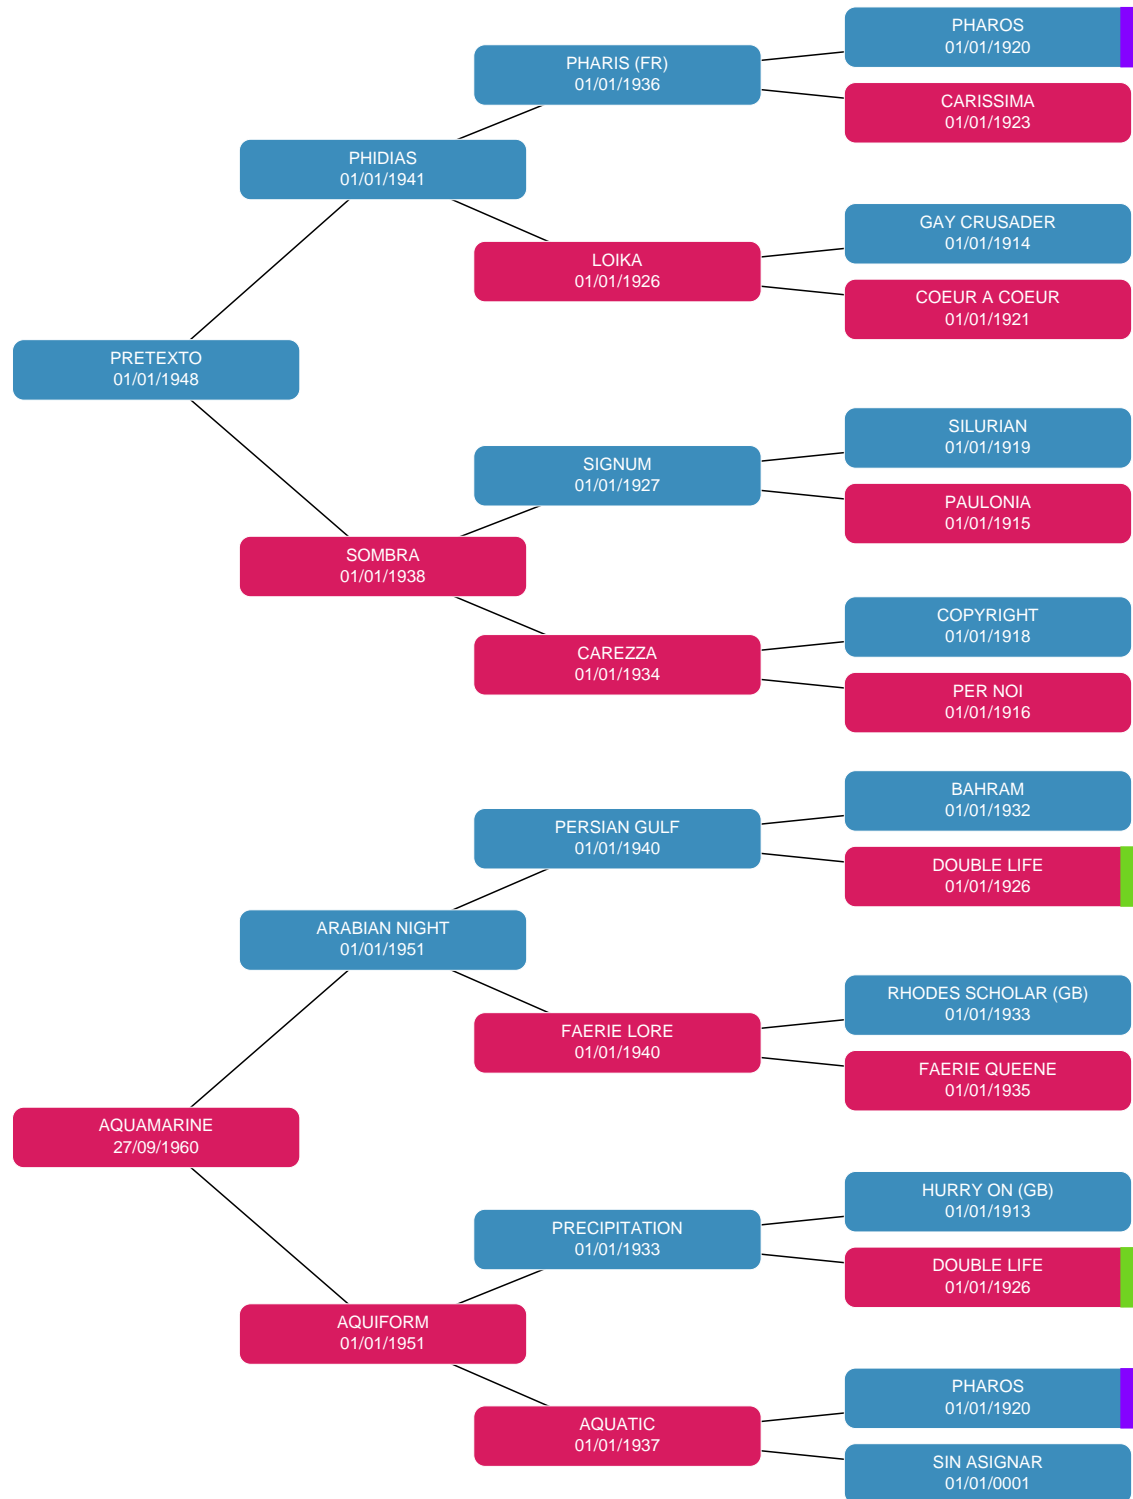 PHAROS
01/01/1920
PHARIS (FR)
01/01/1936
CARISSIMA
01/01/1923
PHIDIAS
01/01/1941
GAY CRUSADER
01/01/1914
LOIKA
01/01/1926
COEUR A COEUR
01/01/1921
PRETEXTO
01/01/1948
SILURIAN
01/01/1919
SIGNUM
01/01/1927
PAULONIA
01/01/1915
SOMBRA
01/01/1938
COPYRIGHT
01/01/1918
CAREZZA
01/01/1934
PER NOI
01/01/1916
BAHRAM
01/01/1932
PERSIAN GULF
01/01/1940
DOUBLE LIFE
01/01/1926
ARABIAN NIGHT
01/01/1951
RHODES SCHOLAR (GB)
01/01/1933
FAERIE LORE
01/01/1940
FAERIE QUEENE
01/01/1935
AQUAMARINE
27/09/1960
HURRY ON (GB)
01/01/1913
PRECIPITATION
01/01/1933
DOUBLE LIFE
01/01/1926
AQUIFORM
01/01/1951
PHAROS
01/01/1920
AQUATIC
01/01/1937
SIN ASIGNAR
01/01/0001